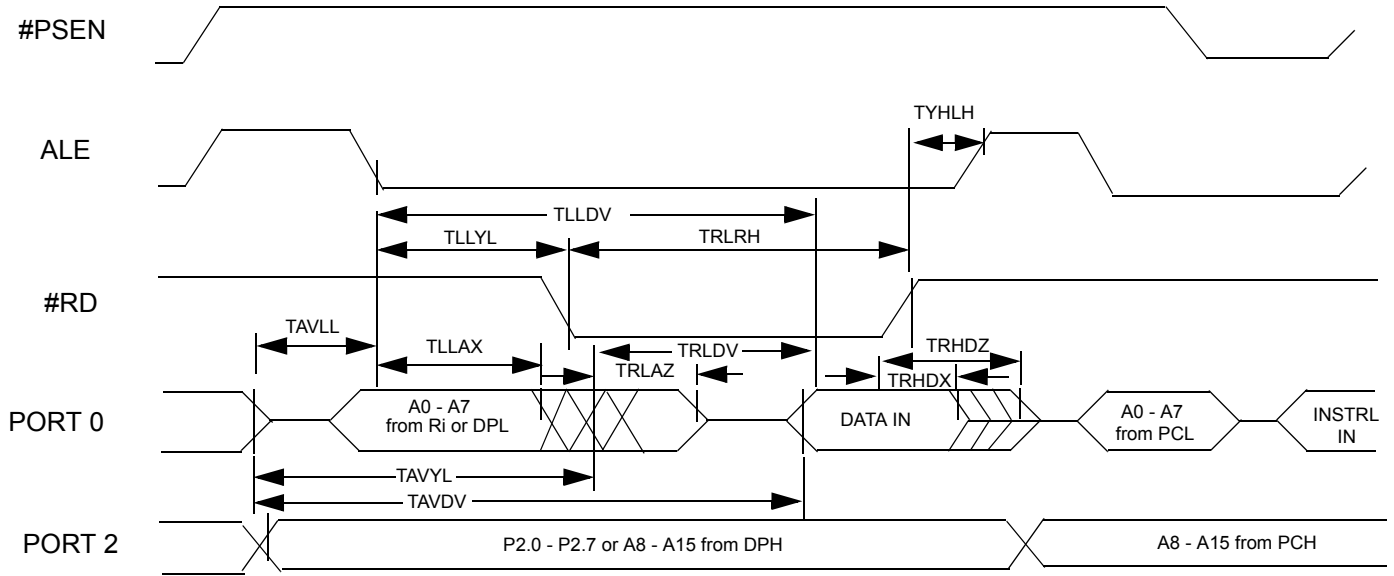 #PSEN
TYHLH
ALE
TLLDV
TLLYL
TRLRH
#RD
TAVLL
TLLAX
TRLDV
TRHDZ
TRLAZ
TRHDX
PORT 0
A0 - A7
from Ri or DPL
DATA IN
A0 - A7
from PCL
INSTRL
IN
TAVYL
TAVDV
PORT 2
P2.0 - P2.7 or A8 - A15 from DPH
A8 - A15 from PCH